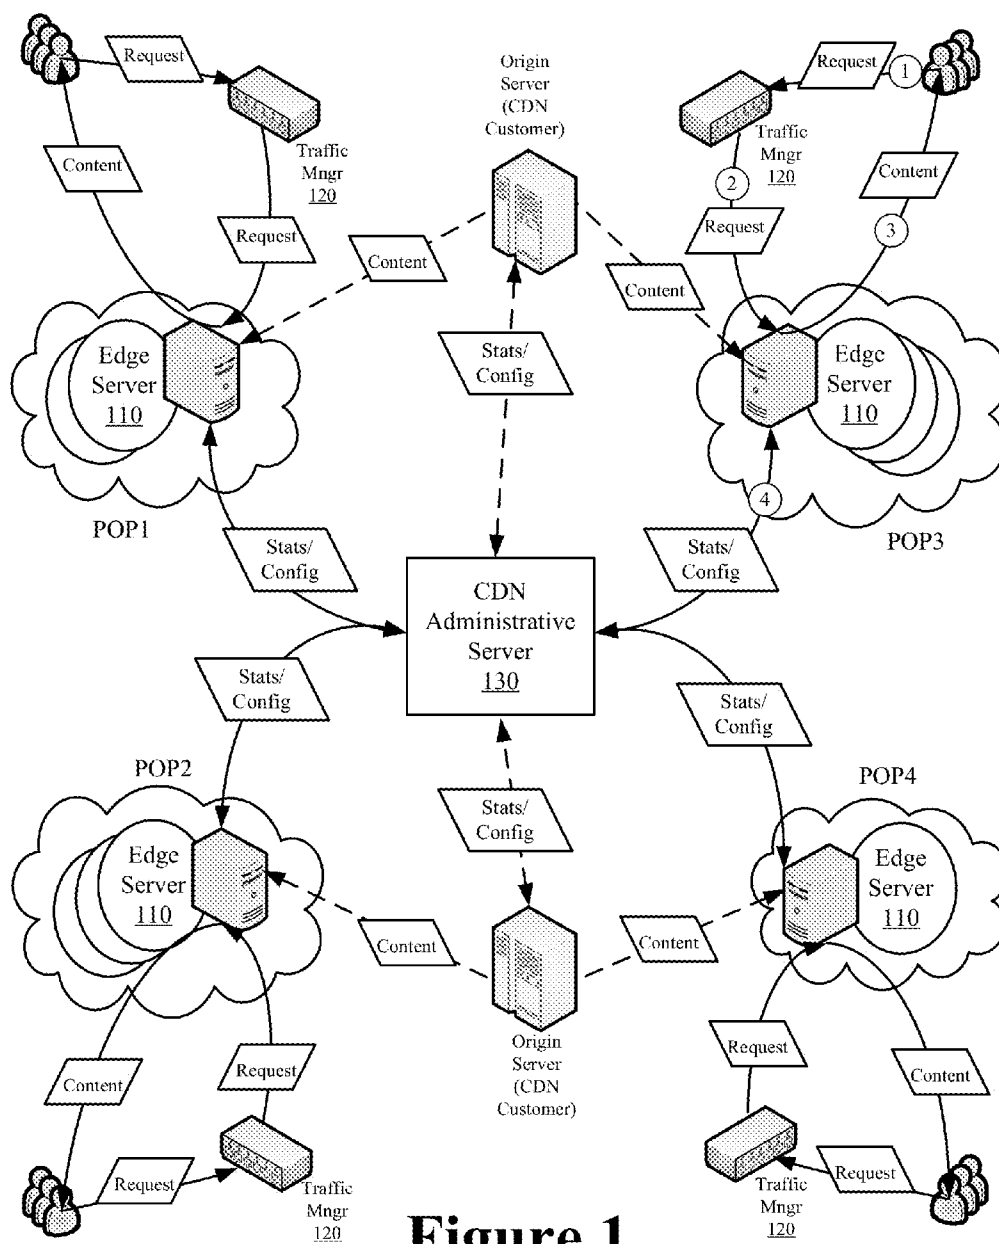 Request
Traffic
Mngr
120
Content
Request
Origin
Server
(CDN
Customer)
Content
Content
Request
1
Traffic
Mngr
120
2
Content
3
Request
Stats/
Config
Edge
Server
110
POP1
Edge
Server
110
POP3
4
Stats/
Config
Stats/
Config
CDN
Administrative
Server
130
Stats/
Config
Stats/
Config
POP2
Edge
Server
110
Stats/
Config
POP4
Edge
Server
110
Content
Content
Origin
Server
(CDN
Customer)
Content
Request
Request
Traffic
Mngr
120
Request
Content
Request
Traffic
Mngr
120
Figure 1